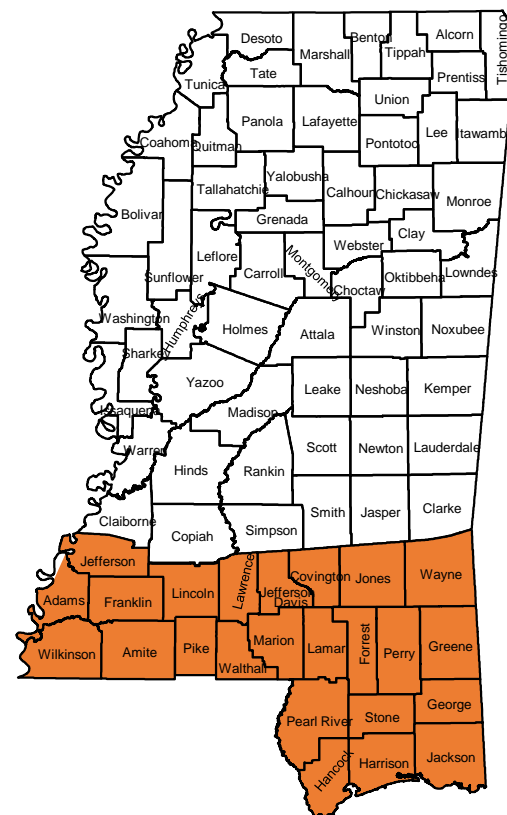 Desoto
Marshall
Benton
Tippah
Alcorn
Tishomingo
Tunica
Tate
Prentiss
Union
Panola
Lafayette
Lee
Itawamb
Coahoma
Quitman
Pontotoc
Tallahatchie
Yalobusha
Calhoun
Chickasaw
Monroe
Bolivar
Grenada
Clay
Leflore
Webster
Sunflower
Carroll
Montgomery
Choctaw
Oktibbeha
Lowndes
Washington
Humphreys
Holmes
Attala
Winston
Noxubee
Sharkey
Yazoo
Leake
Neshoba
Kemper
Issaquena
Madison
Warren
Scott
Newton
Lauderdale
Hinds
Rankin
Claiborne
Copiah
Simpson
Smith
Jasper
Clarke
Jefferson
Lawrence
Covington
Jones
Wayne
Adams
Franklin
Lincoln
Jefferson
Davis
Wilkinson
Amite
Pike
Walthall
Marion
Lamar
Forrest
Perry
Greene
Pearl River
Stone
George
Hancock
Harrison
Jackson